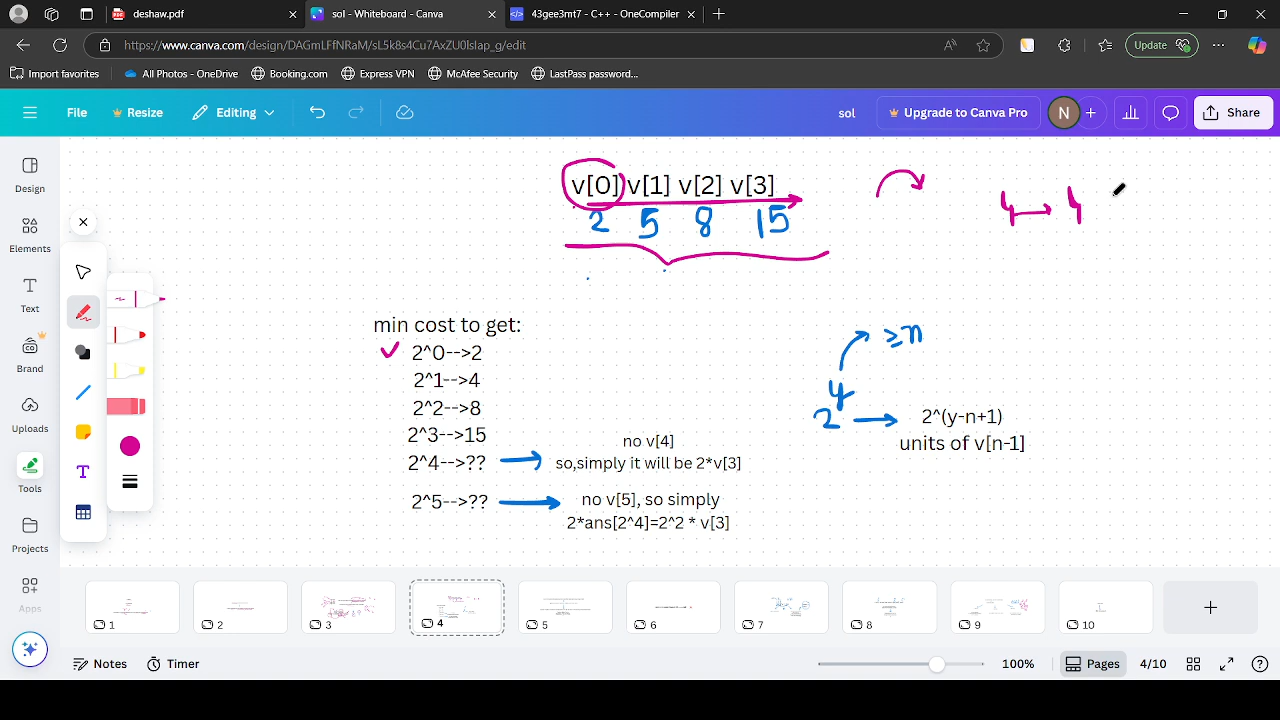 deshaw.pdf
sol - Whiteboard - Canva
43gee3mt7 - C++ - OneCompiler
https://www.canva.com/design/DAGmLFfNRaM/sL5k8s4Cu7AxZU0lslap_g/edit
Update
Import favorites
All Photos - OneDrive
Booking.com
Express VPN
McAfee Security
LastPass password...
File
Resize
Editing
sol
Upgrade to Canva Pro
N
Share
Design
Elements
Text
Brand
Uploads
Tools
Projects
Apps
v[0] v[1] v[2] v[3]
2 5 8 15
4 → 4
min cost to get:
2^0-->2
2^1-->4
2^2-->8
2^3-->15
2^4-->??
no v[4]
so,simply it will be 2*v[3]
2^5-->??
no v[5], so simply
2*ans[2^4]=2^2 * v[3]
≥n
2^y → 2^(y-n+1)
units of v[n-1]
1
2
3
4
5
6
7
8
9
10
Notes
Timer
100%
Pages
4/10